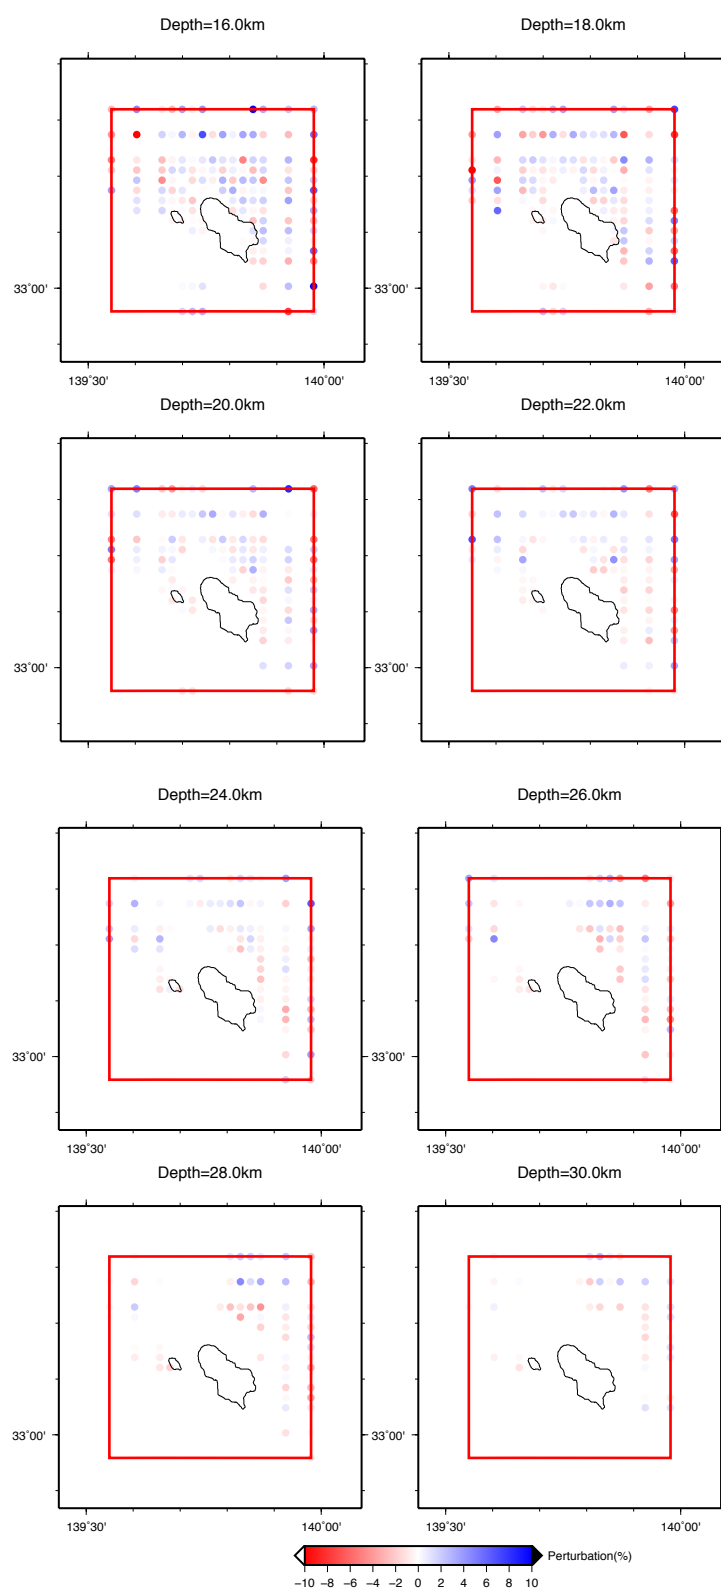 Depth=16.0km Depth=18.0km
33˚00' 33˚00'
139˚30' 140˚00' 139˚30' 140˚00'
Depth=20.0km Depth=22.0km
33˚00' 33˚00'
Depth=24.0km Depth=26.0km
33˚00' 33˚00'
139˚30' 140˚00' 139˚30' 140˚00'
Depth=28.0km Depth=30.0km
33˚00' 33˚00'
139˚30' 140˚00' 139˚30' 140˚00'
Perturbation(%)
−10 −8 −6 −4 −2 0 2 4 6 8 10